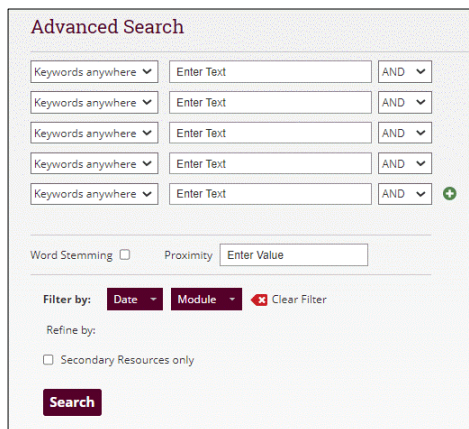 Advanced Search
Keywords anywhere Enter Text AND
Keywords anywhere Enter Text AND
Keywords anywhere Enter Text AND
Keywords anywhere Enter Text AND
Keywords anywhere Enter Text AND
Word Stemming Proximity Enter Value
Filter by: Date Module Clear Filter
Refine by:
Secondary Resources only
Search